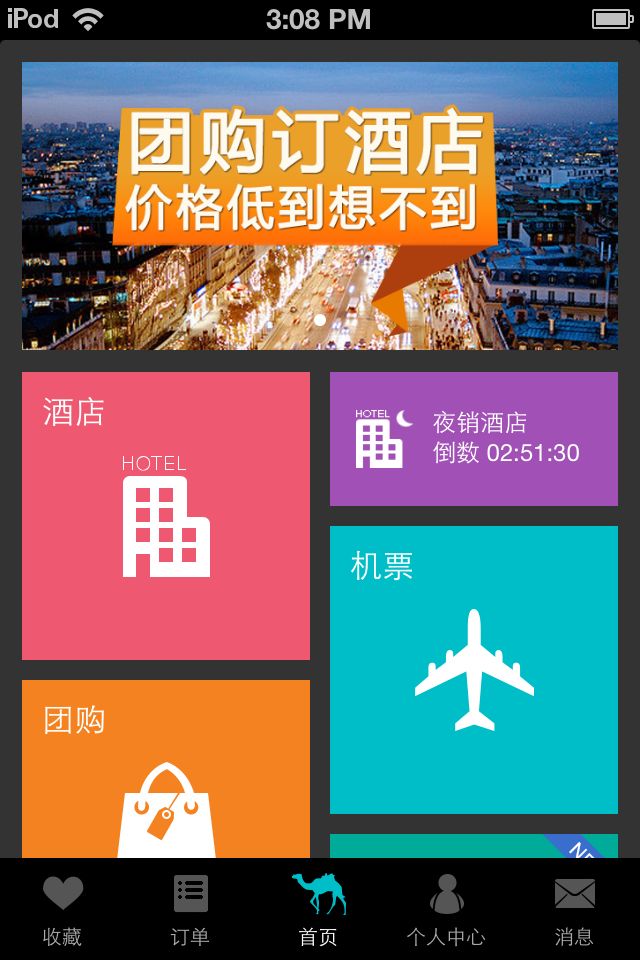 iPod
3:08 PM
团购订酒店
价格低到想不到
酒店
HOTEL
HOTEL
夜销酒店
倒数 02:51:30
机票
团购
收藏
订单
首页
个人中心
消息